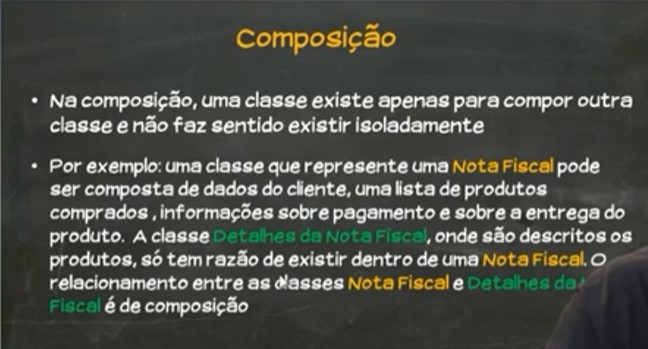 Composição
• Na composição, uma classe existe apenas para compor outra
classe e não faz sentido existir isoladamente
• Por exemplo: uma classe que represente uma Nota Fiscal pode
ser composta de dados do cliente, uma lista de produtos
comprados , informações sobre pagamento e sobre a entrega do
produto. A classe Detalhes da Nota Fiscal, onde são descritos os
produtos, só tem razão de existir dentro de uma Nota Fiscal. O
relacionamento entre as classes Nota Fiscal e Detalhes da
Fiscal é de composição